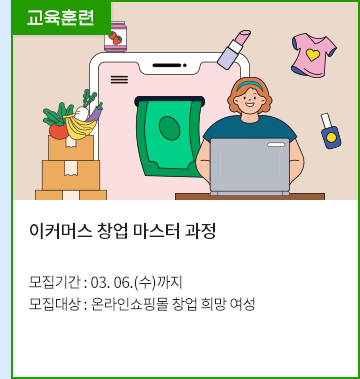 교육훈련
이커머스 창업 마스터 과정
모집기간 : 03. 06.(수)까지
모집대상 : 온라인쇼핑몰 창업 희망 여성